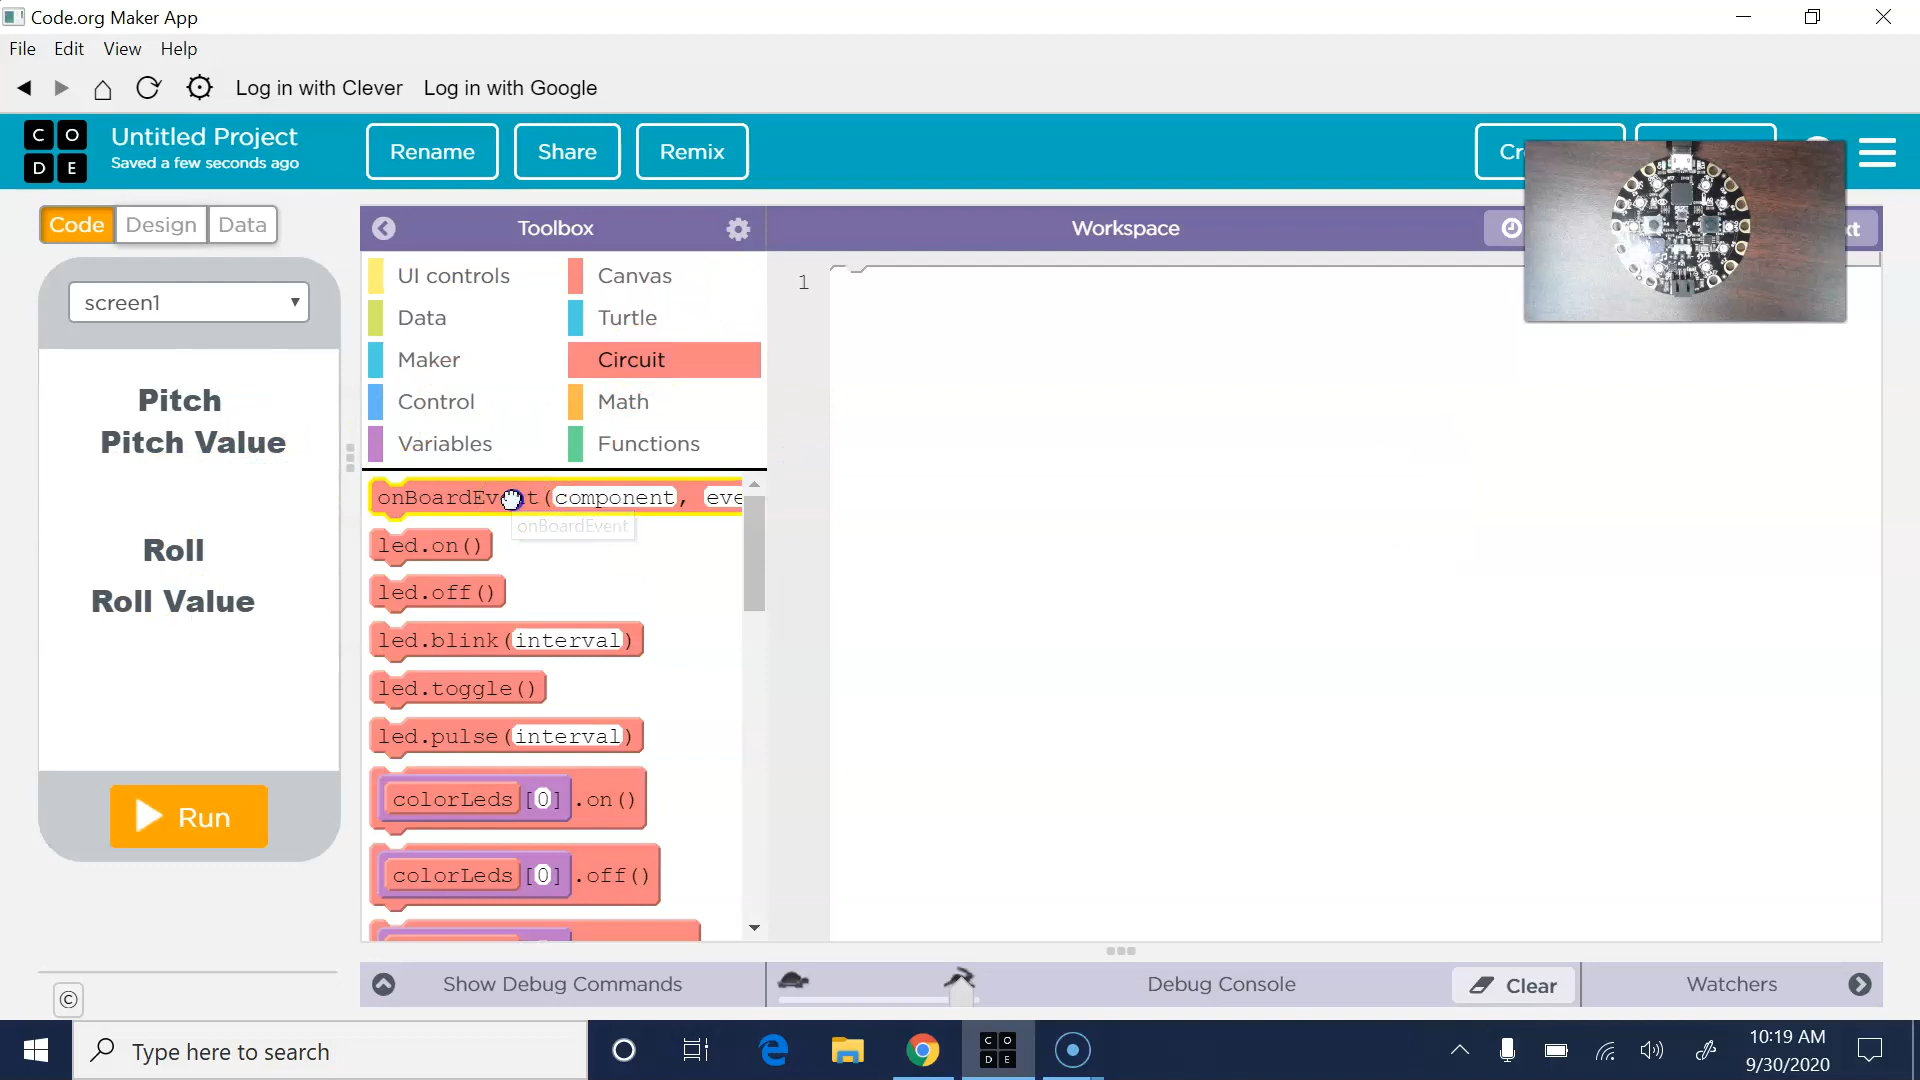 Code.org Maker App
File Edit View Help
Log in with Clever Log in with Google
C O D E
Untitled Project
Saved a few seconds ago
Rename Share Remix
Code Design Data
Toolbox
Workspace
screen1
UI controls Canvas
Data Turtle
Maker Circuit
Control Math
Variables Functions
1
Pitch
Pitch Value
Roll
Roll Value
Run
onBoardEvent(component, eve
onBoardEvent
led.on()
led.off()
led.blink(interval)
led.toggle()
led.pulse(interval)
colorLeds[0].on()
colorLeds[0].off()
©
Show Debug Commands
Debug Console
Clear
Watchers
Type here to search
C O D E
10:19 AM
9/30/2020